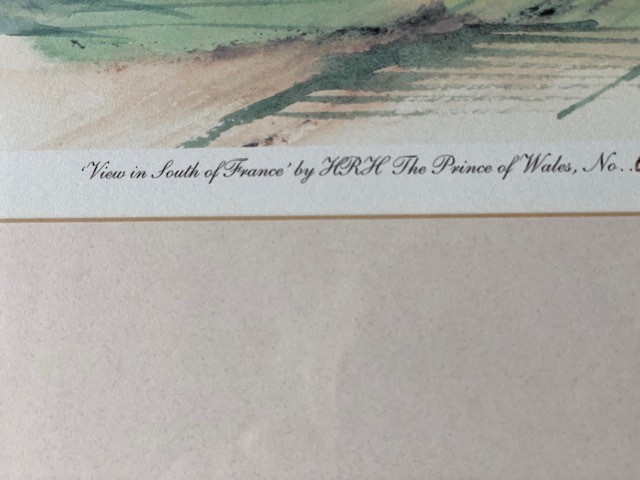 'View in South of France' by HRH The Prince of Wales, No. .